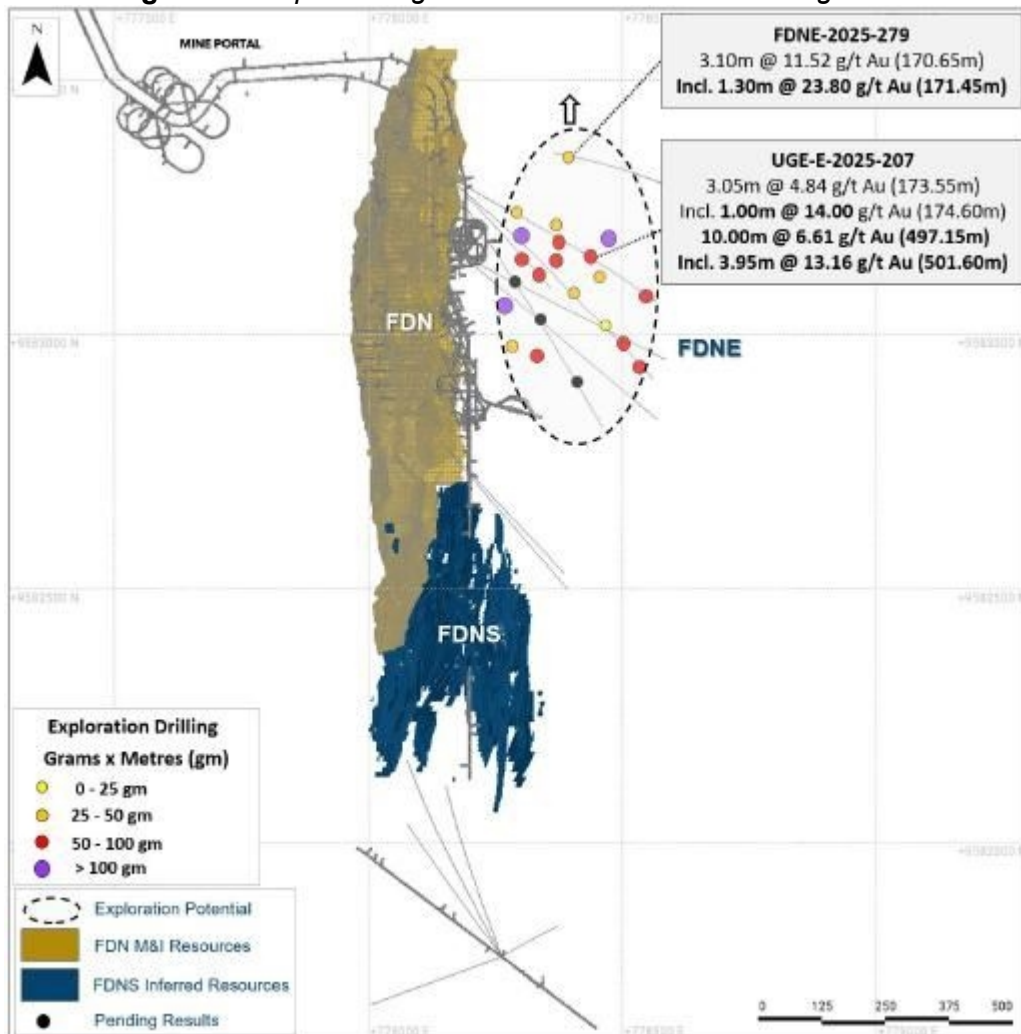 N
MINE PORTAL
FDNE-2025-279
3.10m @ 11.52 g/t Au (170.65m)
Incl. 1.30m @ 23.80 g/t Au (171.45m)
UGE-E-2025-207
3.05m @ 4.84 g/t Au (173.55m)
Incl. 1.00m @ 14.00 g/t Au (174.60m)
10.00m @ 6.61 g/t Au (497.15m)
Incl. 3.95m @ 13.16 g/t Au (501.60m)
FDN
FDNE
+9582500 N
FDNS
Exploration Drilling
Grams x Metres (gm)
0 - 25 gm
25 - 50 gm
50 - 100 gm
> 100 gm
Exploration Potential
FDN M&I Resources
FDNS Inferred Resources
Pending Results
0 125 250 375 500